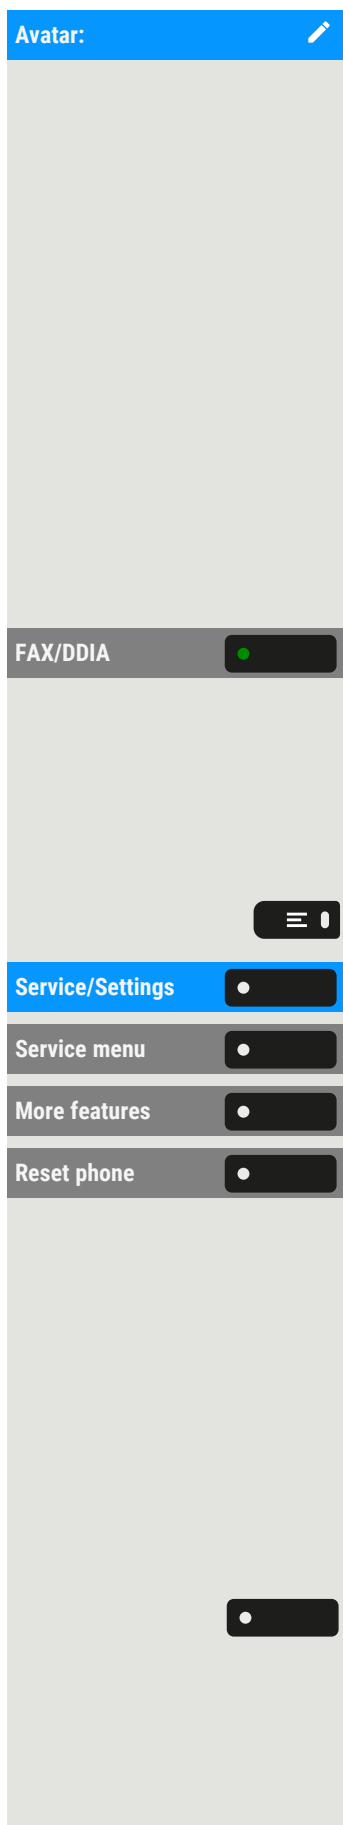 Avatar:
FAX/DDIA
Service/Settings
Service menu
More features
Reset phone